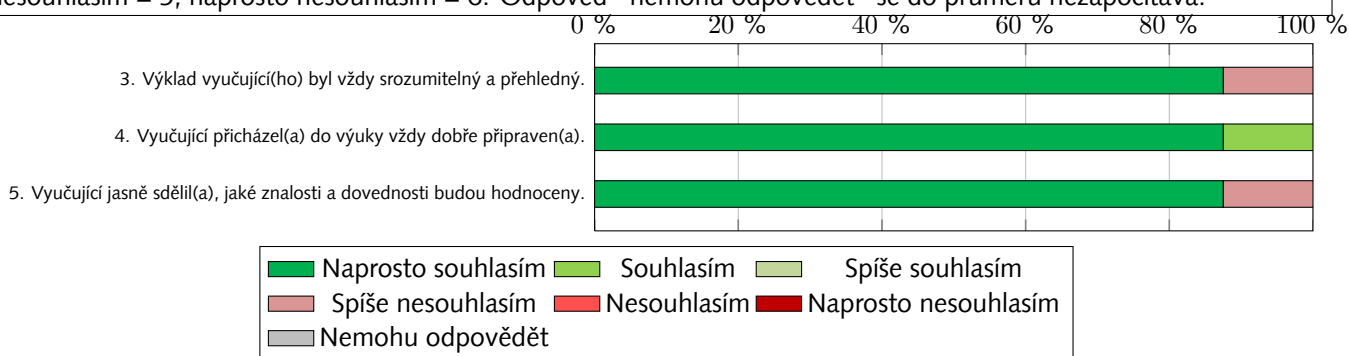 nesouhlasím = 5, naprosto nesouhlasím = 6. Odpověď "nemohu odpovědět" se do průměru nezapočítává.
0 % 20 % 40 % 60 % 80 % 100 %
3. Výklad vyučující(ho) byl vždy srozumitelný a přehledný.
4. Vyučující přicházel(a) do výuky vždy dobře připraven(a).
5. Vyučující jasně sdělil(a), jaké znalosti a dovednosti budou hodnoceny.
Naprosto souhlasím Souhlasím Spíše souhlasím
Spíše nesouhlasím Nesouhlasím Naprosto nesouhlasím
Nemohu odpovědět